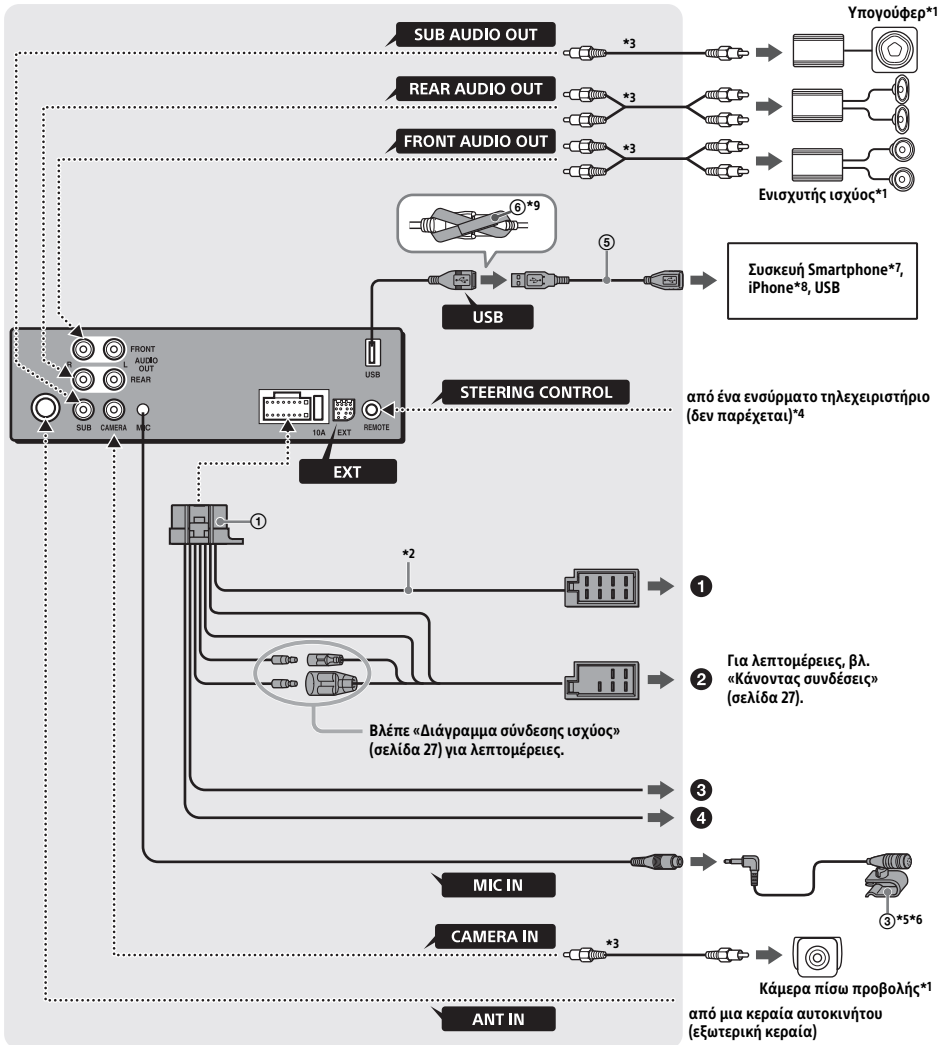 Υπογούφερ*1
SUB AUDIO OUT
*3
REAR AUDIO OUT
*3
FRONT AUDIO OUT
*3
Ενισχυτής ισχύος*1
⑥*9
⑤
Συσκευή Smartphone*7,
iPhone*8, USB
USB
FRONT
R L AUDIO
OUT
REAR
USB
STEERING CONTROL
από ένα ενσύρματο τηλεχειριστήριο
(δεν παρέχεται)*4
SUB CAMERA MIC 10A EXT REMOTE
EXT
①
*2
❶
❷
Για λεπτομέρειες, βλ.
«Κάνοντας συνδέσεις»
(σελίδα 27).
Βλέπε «Διάγραμμα σύνδεσης ισχύος»
(σελίδα 27) για λεπτομέρειες.
❸
❹
MIC IN
③*5*6
CAMERA IN
*3
Κάμερα πίσω προβολής*1
ANT IN
από μια κεραία αυτοκινήτου
(εξωτερική κεραία)